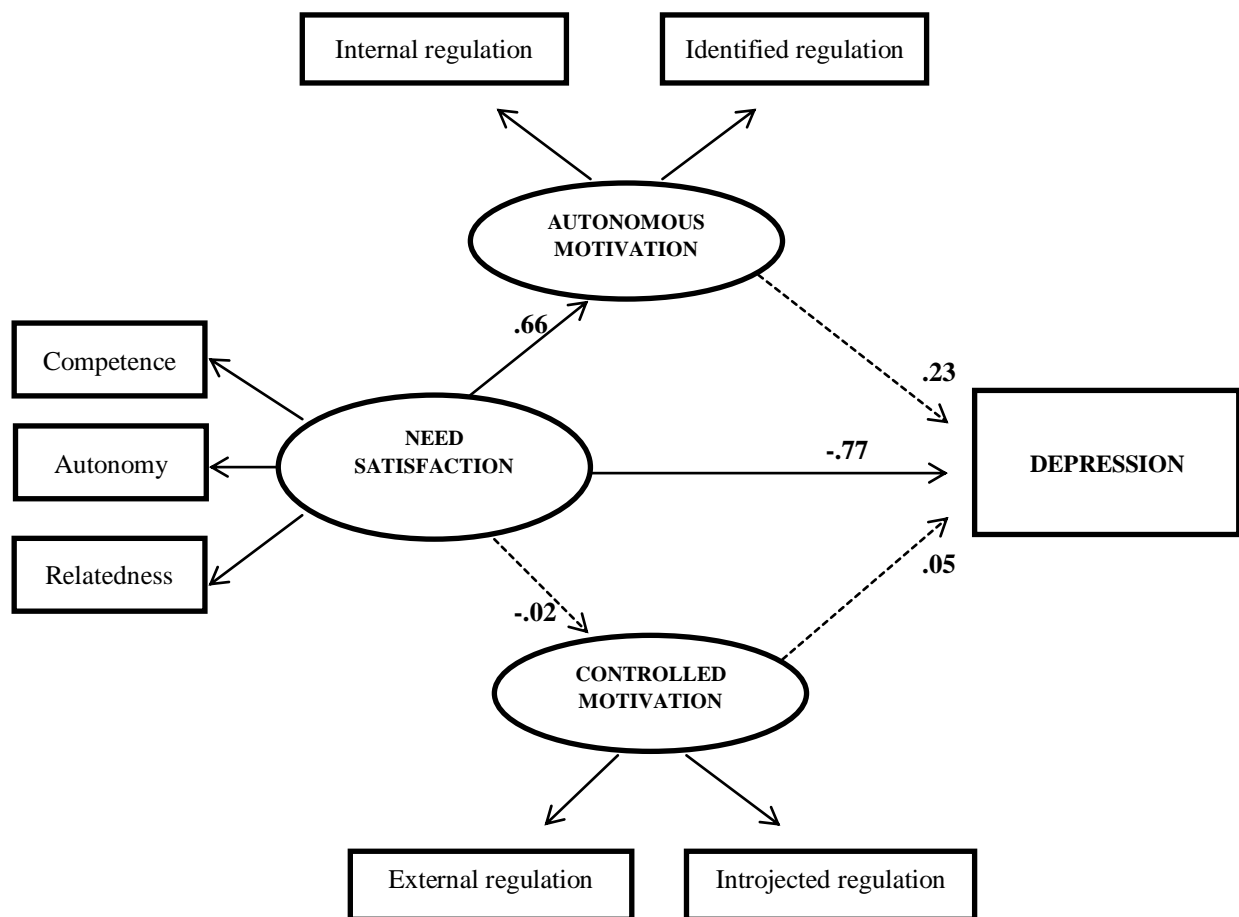 Internal regulation
Identified regulation
AUTONOMOUS
MOTIVATION
.66
.23
Competence
Autonomy
Relatedness
NEED
SATISFACTION
-.77
DEPRESSION
-.02
.05
CONTROLLED
MOTIVATION
External regulation
Introjected regulation